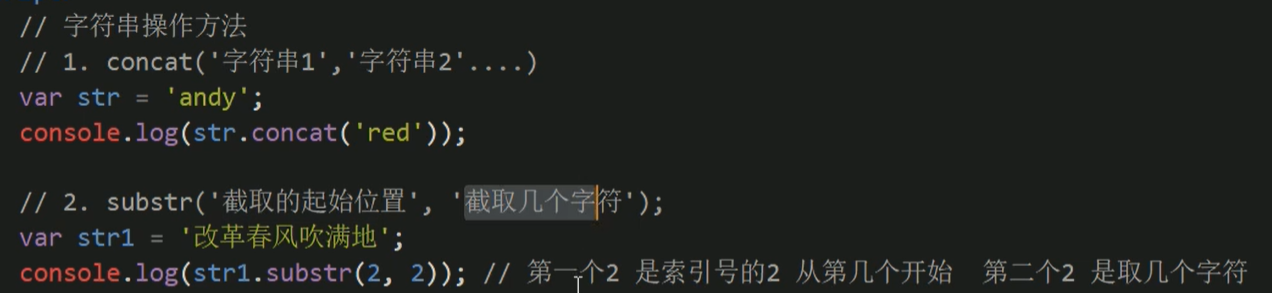 // 字符串操作方法
// 1. concat('字符串1','字符串2'....)
var str = 'andy';
console.log(str.concat('red'));
// 2. substr('截取的起始位置', '截取几个字符');
var str1 = '改革春风吹满地';
console.log(str1.substr(2, 2)); // 第一个2 是索引号的2 从第几个开始  第二个2 是取几个字符